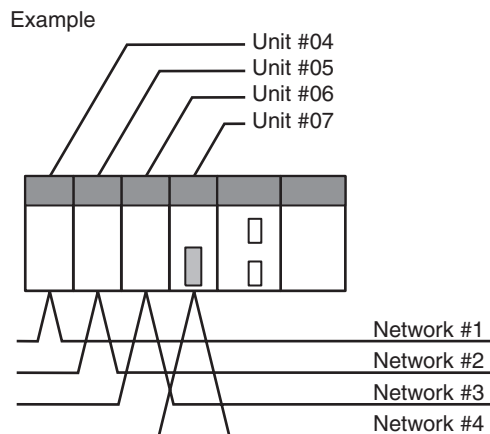 Example
Unit #04
Unit #05
Unit #06
Unit #07
Network #1
Network #2
Network #3
Network #4